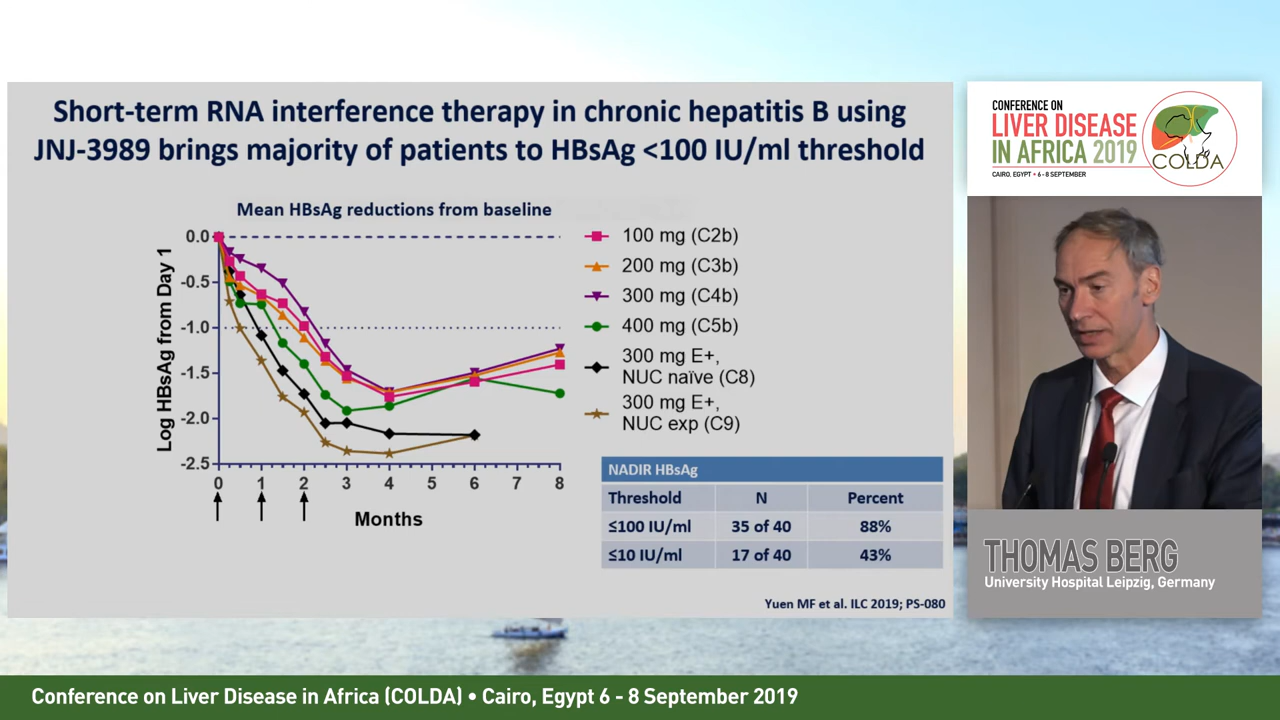 Short-term RNA interference therapy in chronic hepatitis B using
JNJ-3989 brings majority of patients to HBsAg <100 IU/ml threshold
Mean HBsAg reductions from baseline
Log HBsAg from Day 1
0.0
-0.5
-1.0
-1.5
-2.0
-2.5
0 1 2 3 4 5 6 7 8
Months
100 mg (C2b)
200 mg (C3b)
300 mg (C4b)
400 mg (C5b)
300 mg E+,
NUC naïve (C8)
300 mg E+,
NUC exp (C9)
NADIR HBsAg
Threshold N Percent
≤100 IU/ml 35 of 40 88%
≤10 IU/ml 17 of 40 43%
Yuen MF et al. ILC 2019; PS-080
CONFERENCE ON
LIVER DISEASE
IN AFRICA 2019
CAIRO, EGYPT • 6 - 8 SEPTEMBER
COLDA
THOMAS BERG
University Hospital Leipzig, Germany
Conference on Liver Disease in Africa (COLDA) • Cairo, Egypt 6 - 8 September 2019